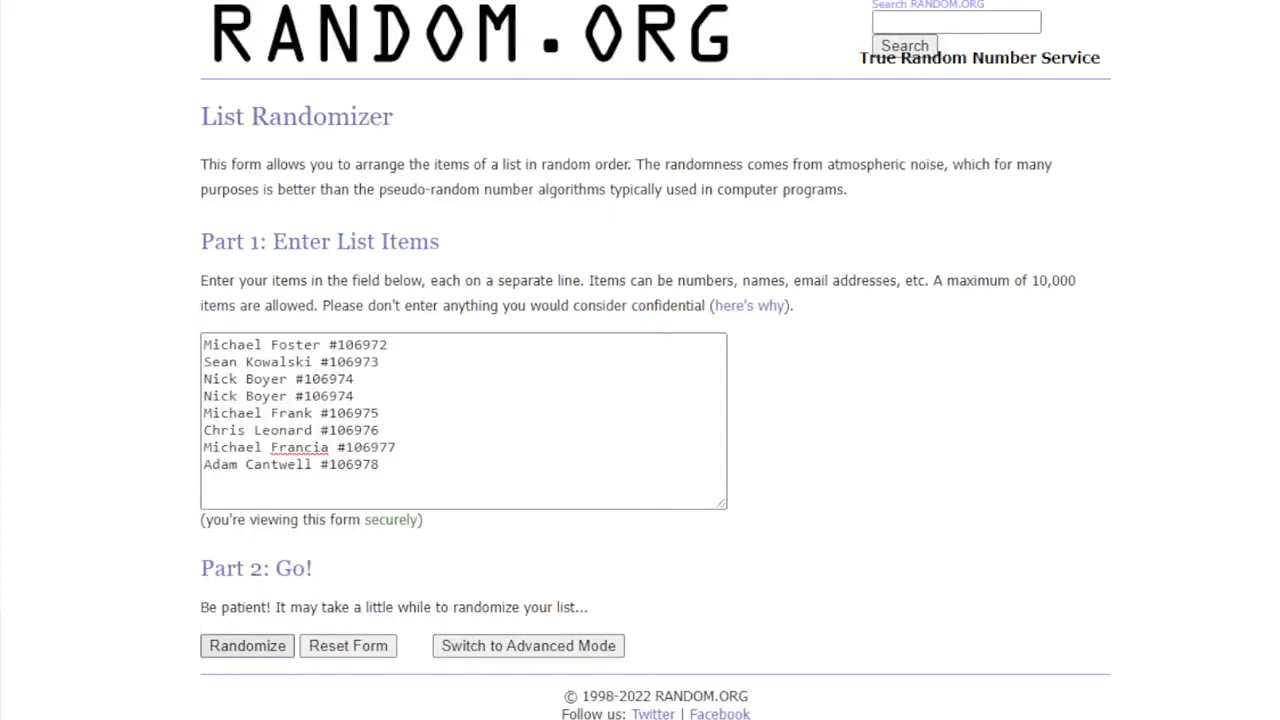 RANDOM.ORG
Search RANDOM.ORG
Search
True Random Number Service
List Randomizer
This form allows you to arrange the items of a list in random order. The randomness comes from atmospheric noise, which for many
purposes is better than the pseudo-random number algorithms typically used in computer programs.
Part 1: Enter List Items
Enter your items in the field below, each on a separate line. Items can be numbers, names, email addresses, etc. A maximum of 10,000
items are allowed. Please don't enter anything you would consider confidential (here's why).
Michael Foster #106972
Sean Kowalski #106973
Nick Boyer #106974
Nick Boyer #106974
Michael Frank #106975
Chris Leonard #106976
Michael Francia #106977
Adam Cantwell #106978
(you're viewing this form securely)
Part 2: Go!
Be patient! It may take a little while to randomize your list...
Randomize Reset Form Switch to Advanced Mode
© 1998-2022 RANDOM.ORG
Follow us: Twitter | Facebook